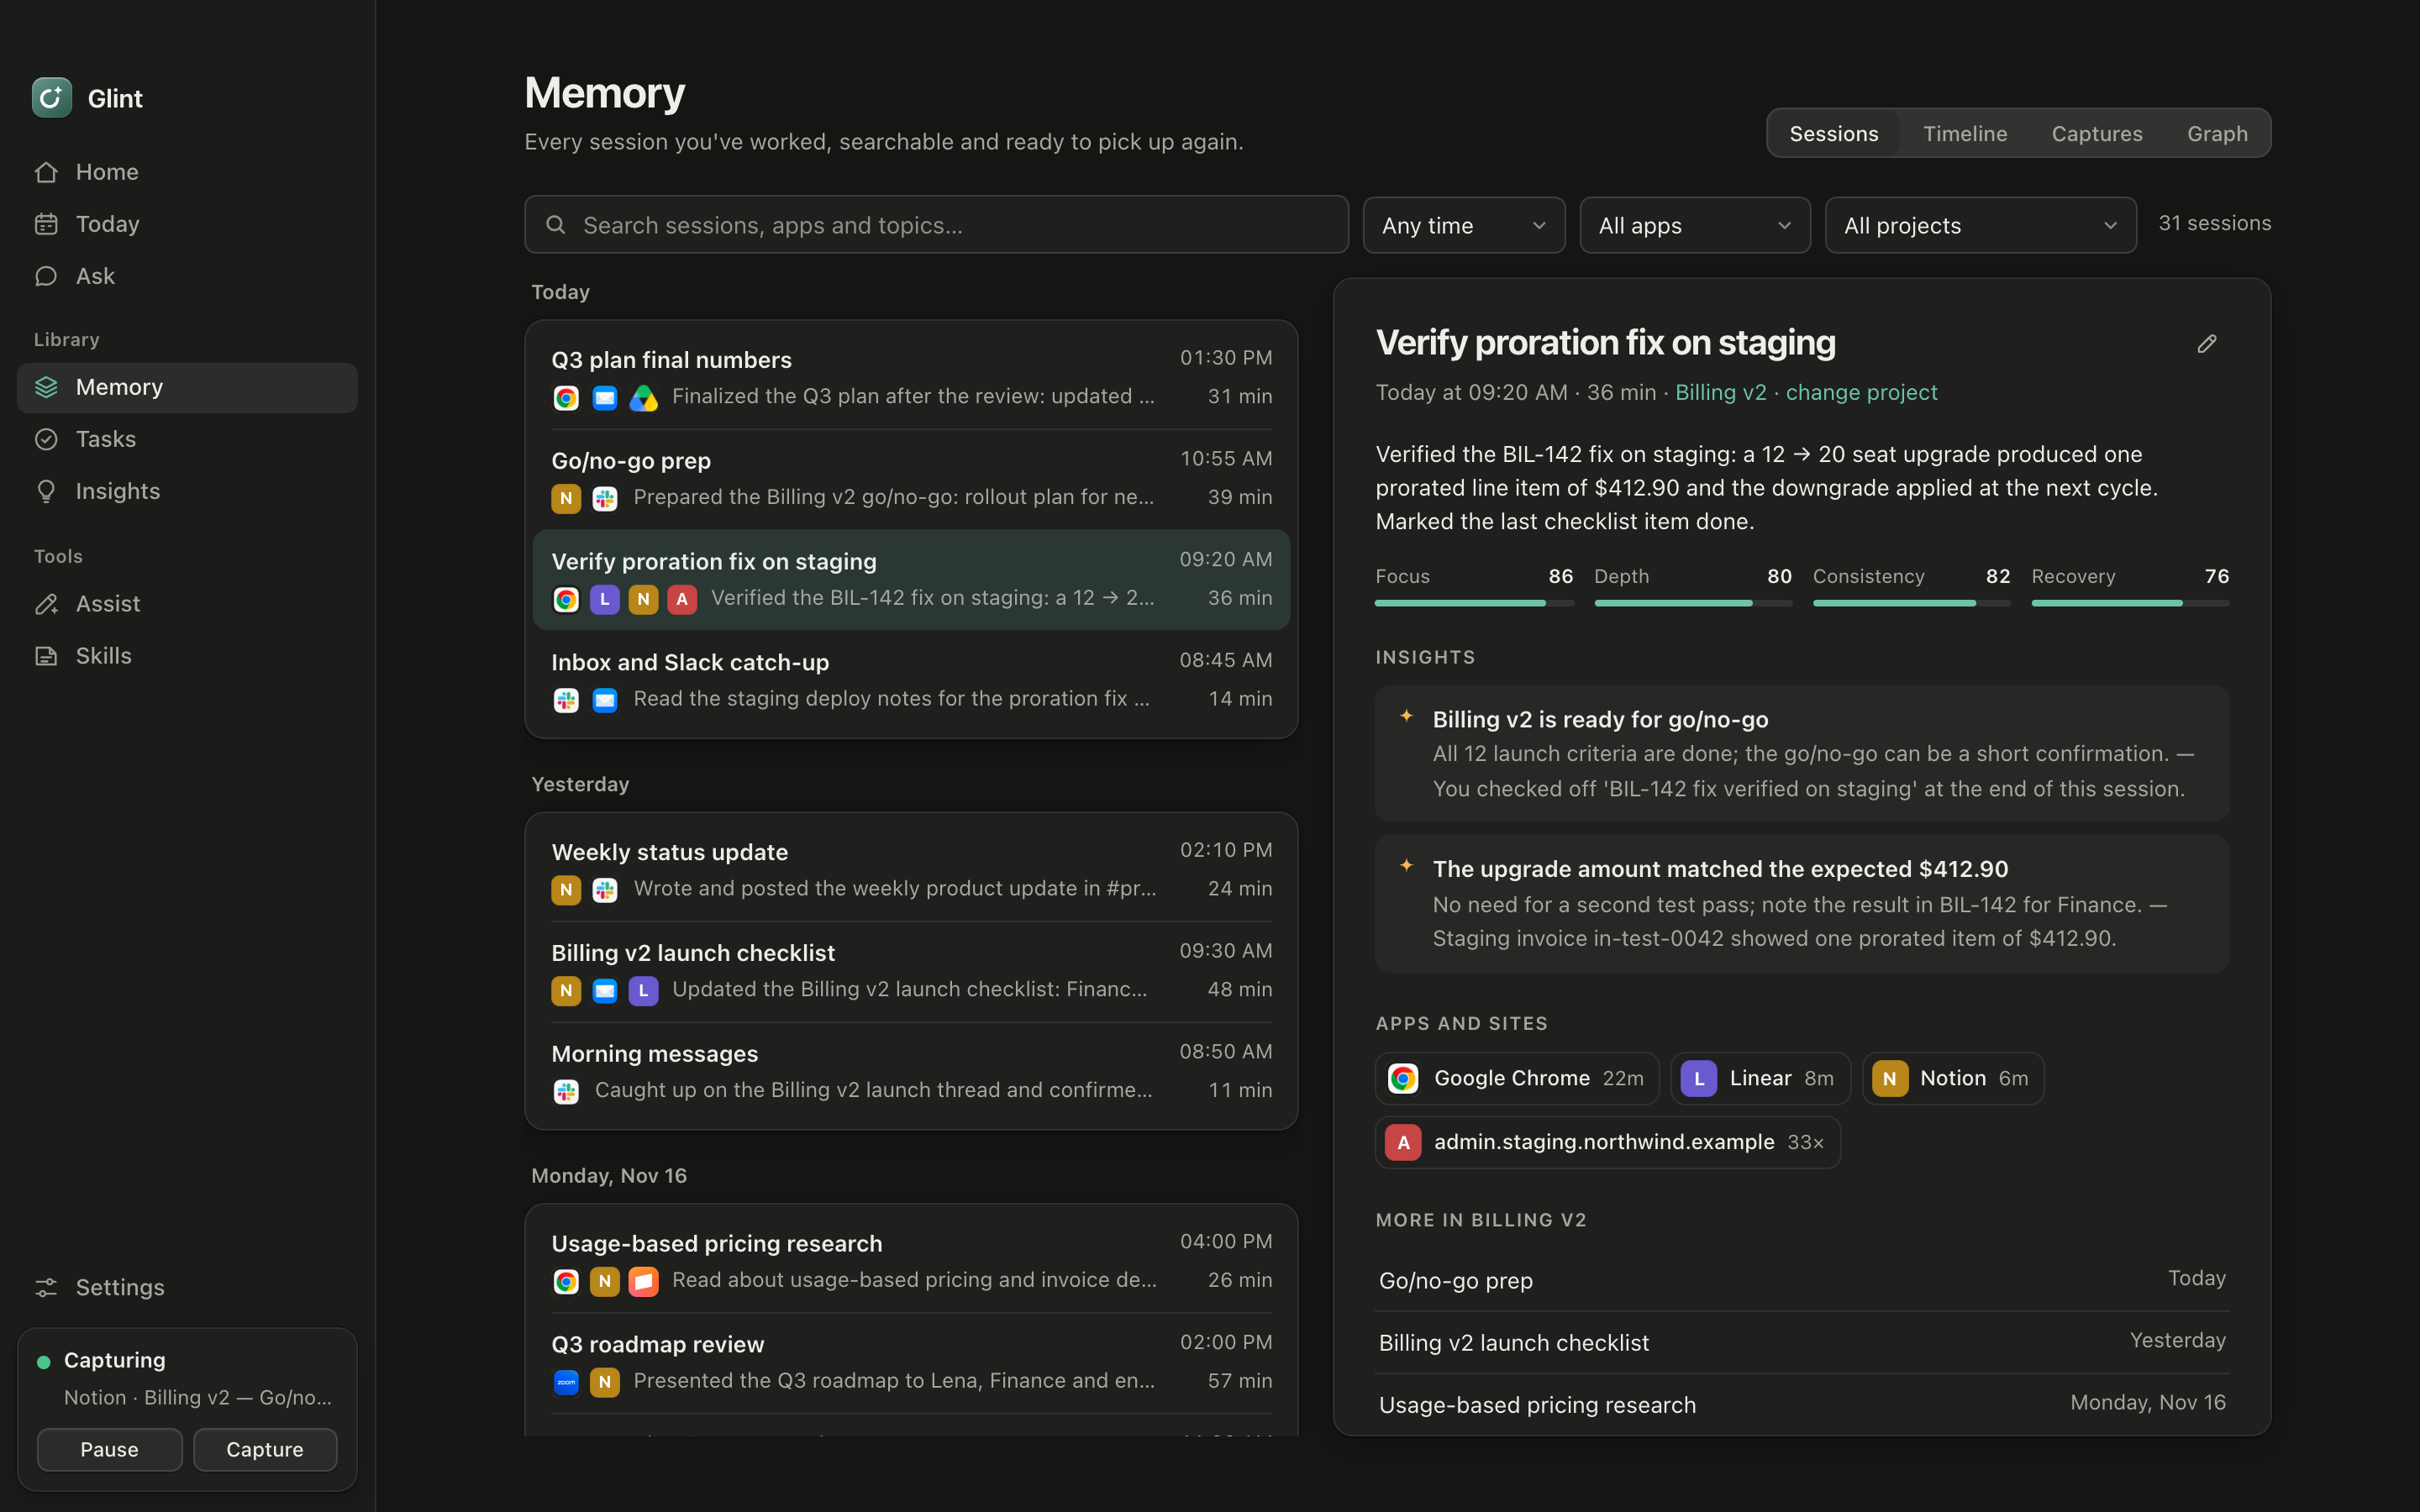 Glint
Home
Today
Ask
Library
Memory
Tasks
Insights
Tools
Assist
Skills
Settings
Capturing
Notion · Billing v2 — Go/no...
Pause
Capture
Memory
Every session you've worked, searchable and ready to pick up again.
Sessions
Timeline
Captures
Graph
Search sessions, apps and topics...
Any time
All apps
All projects
31 sessions
Today
Q3 plan final numbers
01:30 PM
Finalized the Q3 plan after the review: updated ...
31 min
Go/no-go prep
10:55 AM
N
Prepared the Billing v2 go/no-go: rollout plan for ne...
39 min
Verify proration fix on staging
09:20 AM
L
N
A
Verified the BIL-142 fix on staging: a 12 → 2...
36 min
Inbox and Slack catch-up
08:45 AM
Read the staging deploy notes for the proration fix ...
14 min
Yesterday
Weekly status update
02:10 PM
N
Wrote and posted the weekly product update in #pr...
24 min
Billing v2 launch checklist
09:30 AM
N
L
Updated the Billing v2 launch checklist: Financ...
48 min
Morning messages
08:50 AM
Caught up on the Billing v2 launch thread and confirme...
11 min
Monday, Nov 16
Usage-based pricing research
04:00 PM
N
Read about usage-based pricing and invoice de...
26 min
Q3 roadmap review
02:00 PM
zoom
N
Presented the Q3 roadmap to Lena, Finance and en...
57 min
Verify proration fix on staging
Today at 09:20 AM · 36 min · Billing v2 · change project
Verified the BIL-142 fix on staging: a 12 → 20 seat upgrade produced one
prorated line item of $412.90 and the downgrade applied at the next cycle.
Marked the last checklist item done.
Focus 86
Depth 80
Consistency 82
Recovery 76
INSIGHTS
Billing v2 is ready for go/no-go
All 12 launch criteria are done; the go/no-go can be a short confirmation. —
You checked off 'BIL-142 fix verified on staging' at the end of this session.
The upgrade amount matched the expected $412.90
No need for a second test pass; note the result in BIL-142 for Finance. —
Staging invoice in-test-0042 showed one prorated item of $412.90.
APPS AND SITES
Google Chrome 22m
L Linear 8m
N Notion 6m
A admin.staging.northwind.example 33×
MORE IN BILLING V2
Go/no-go prep
Today
Billing v2 launch checklist
Yesterday
Usage-based pricing research
Monday, Nov 16